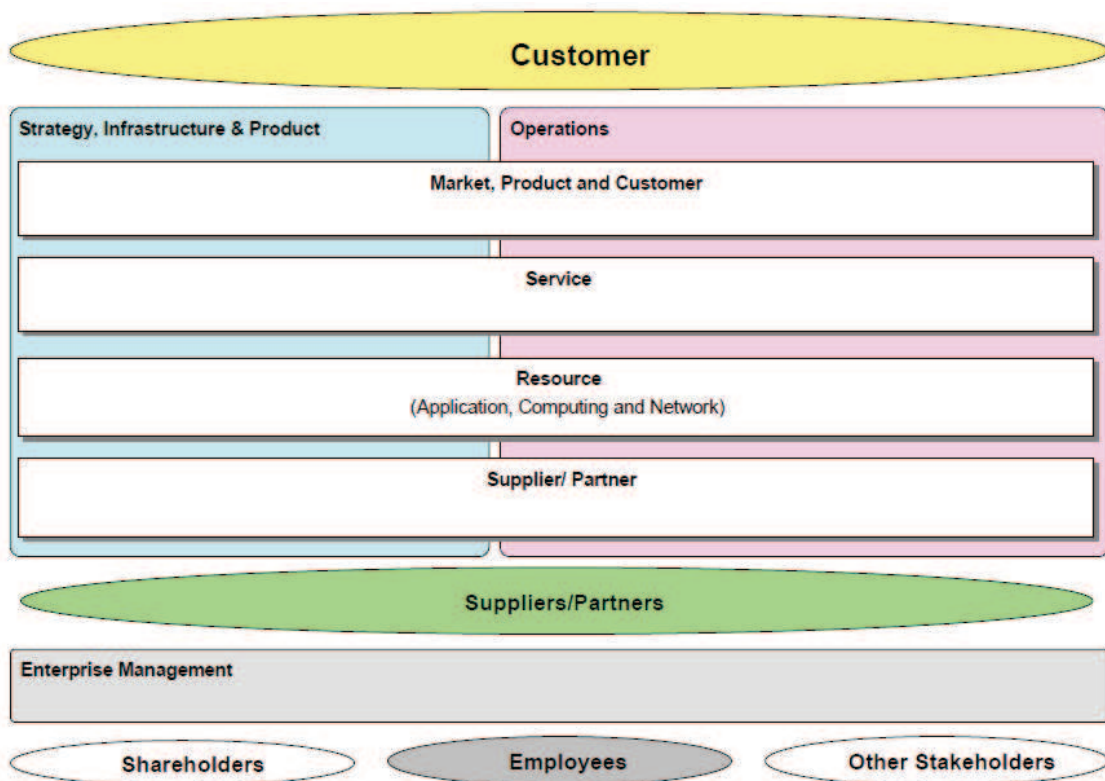 Customer
Strategy, Infrastructure & Product
Operations
Market, Product and Customer
Service
Resource
(Application, Computing and Network)
Supplier/ Partner
Suppliers/Partners
Enterprise Management
Shareholders
Employees
Other Stakeholders